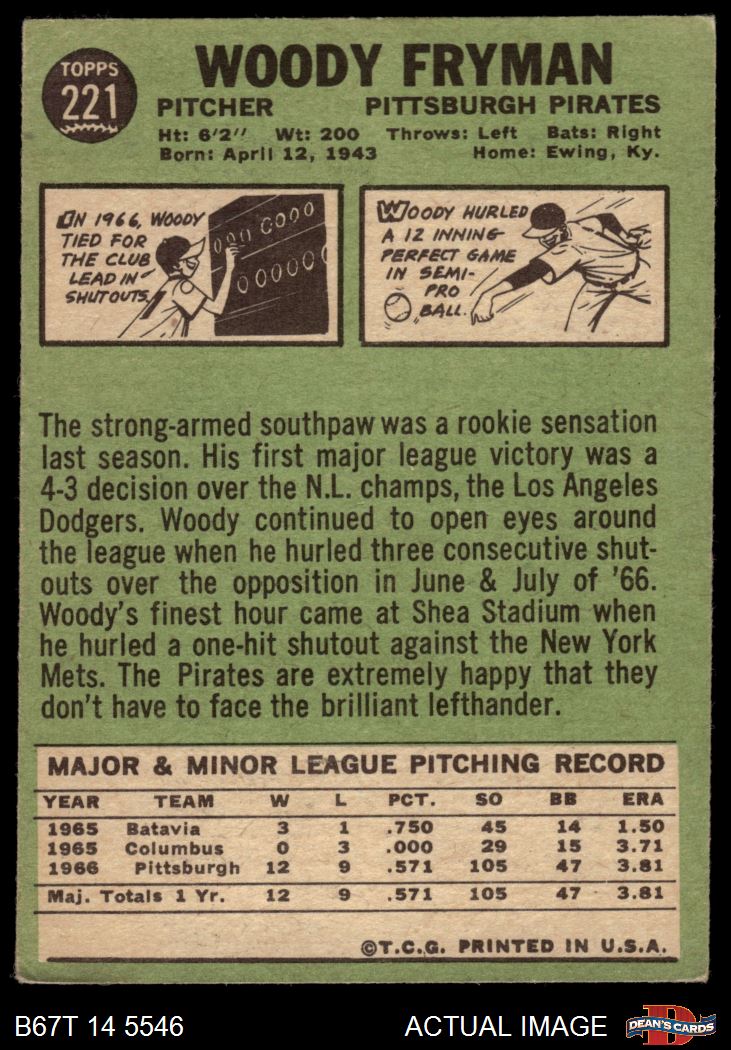 TOPPS
221
WOODY FRYMAN
PITCHER PITTSBURGH PIRATES
Ht: 6'2" Wt: 200 Throws: Left Bats: Right
Born: April 12, 1943 Home: Ewing, Ky.
IN 1966, WOODY
TIED FOR
THE CLUB
LEAD IN
SHUTOUTS.
WOODY HURLED
A 12 INNING
PERFECT GAME
IN SEMI-
PRO
BALL.
The strong-armed southpaw was a rookie sensation
last season. His first major league victory was a
4-3 decision over the N.L. champs, the Los Angeles
Dodgers. Woody continued to open eyes around
the league when he hurled three consecutive shut-
outs over the opposition in June & July of '66.
Woody's finest hour came at Shea Stadium when
he hurled a one-hit shutout against the New York
Mets. The Pirates are extremely happy that they
don't have to face the brilliant lefthander.
MAJOR & MINOR LEAGUE PITCHING RECORD
YEAR TEAM W L PCT. SO BB ERA
1965 Batavia 3 1 .750 45 14 1.50
1965 Columbus 0 3 .000 29 15 3.71
1966 Pittsburgh 12 9 .571 105 47 3.81
Maj. Totals 1 Yr. 12 9 .571 105 47 3.81
©T.C.G. PRINTED IN U.S.A.
B67T 14 5546 ACTUAL IMAGE DEAN'S CARDS